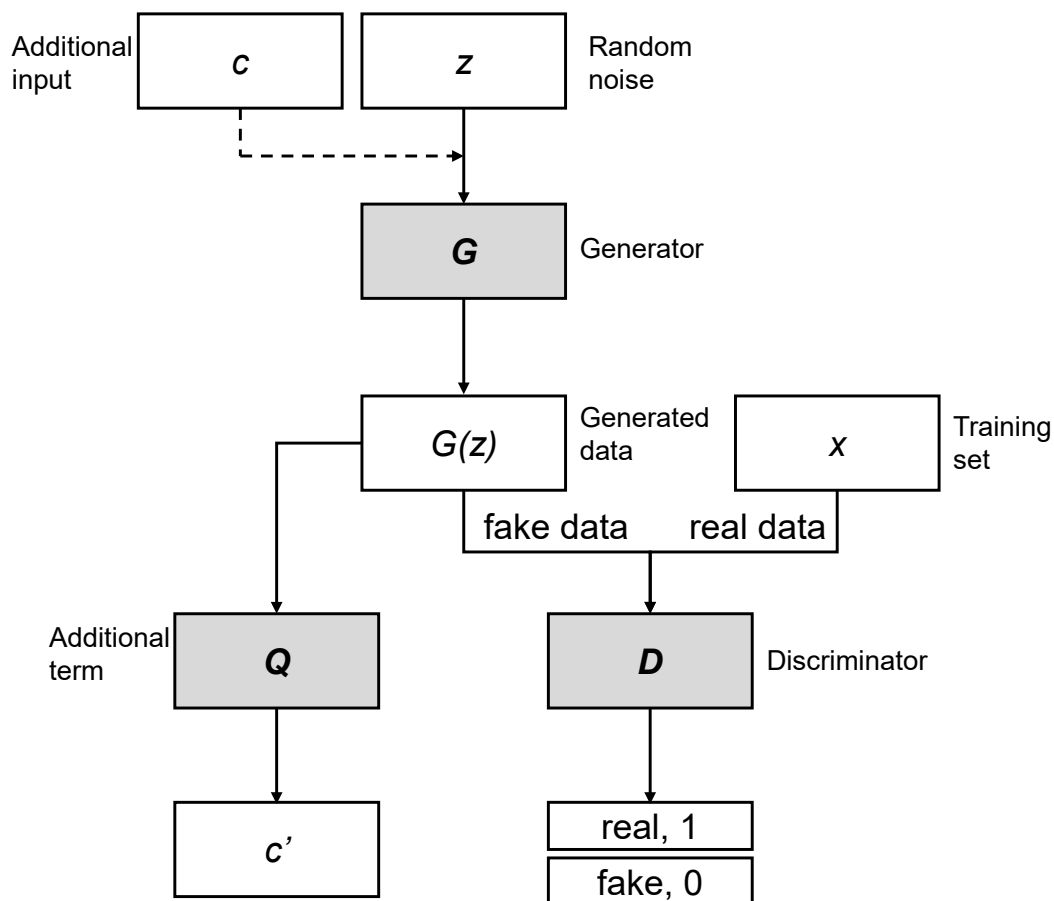 Additional
input
c
z
Random
noise
G
Generator
G(z)
Generated
data
x
Training
set
fake data
real data
Additional
term
Q
D
Discriminator
c’
real, 1
fake, 0